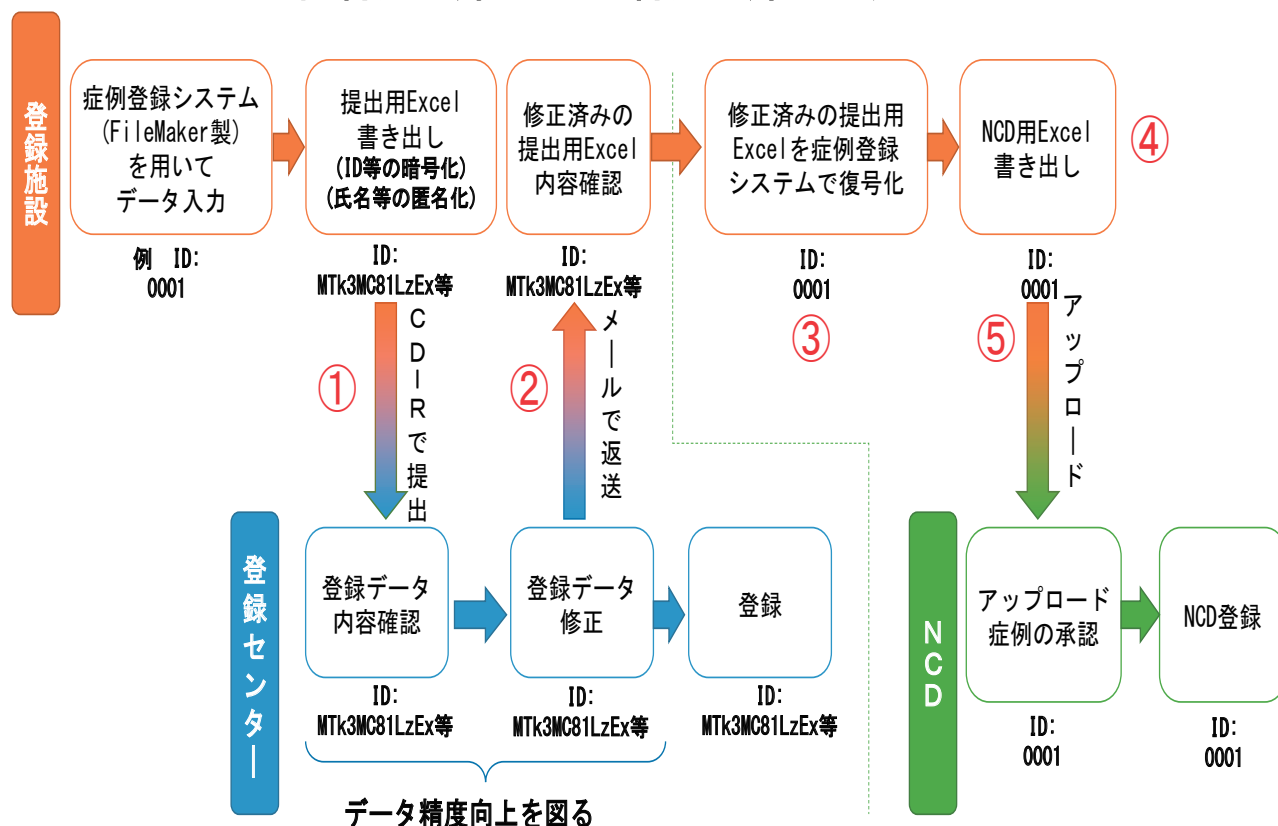 登録施設
症例登録システム
(FileMaker製)
を用いて
データ入力
例 ID:
0001
提出用Excel
書き出し
(ID等の暗号化)
(氏名等の匿名化)
ID:
MTk3MC81LzEx等
修正済みの
提出用Excel
内容確認
ID:
MTk3MC81LzEx等
修正済みの提出用
Excelを症例登録
システムで復号化
ID:
0001
③
NCD用Excel
書き出し
④
ID:
0001
①
CDIRで提出
②
メールで返送
⑤
アップロード
登録センター
登録データ
内容確認
ID:
MTk3MC81LzEx等
登録データ
修正
ID:
MTk3MC81LzEx等
登録
ID:
MTk3MC81LzEx等
データ精度向上を図る
NCD
アップロード
症例の承認
ID:
0001
NCD登録
ID:
0001